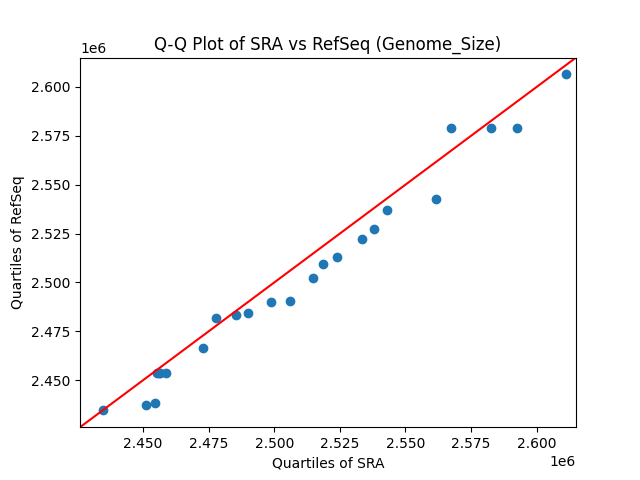 Q-Q Plot of SRA vs RefSeq (Genome_Size)
1e6
2.600
2.575
2.550
2.525
2.500
2.475
2.450
Quartiles of RefSeq
2.450 2.475 2.500 2.525 2.550 2.575 2.600
Quartiles of SRA
1e6